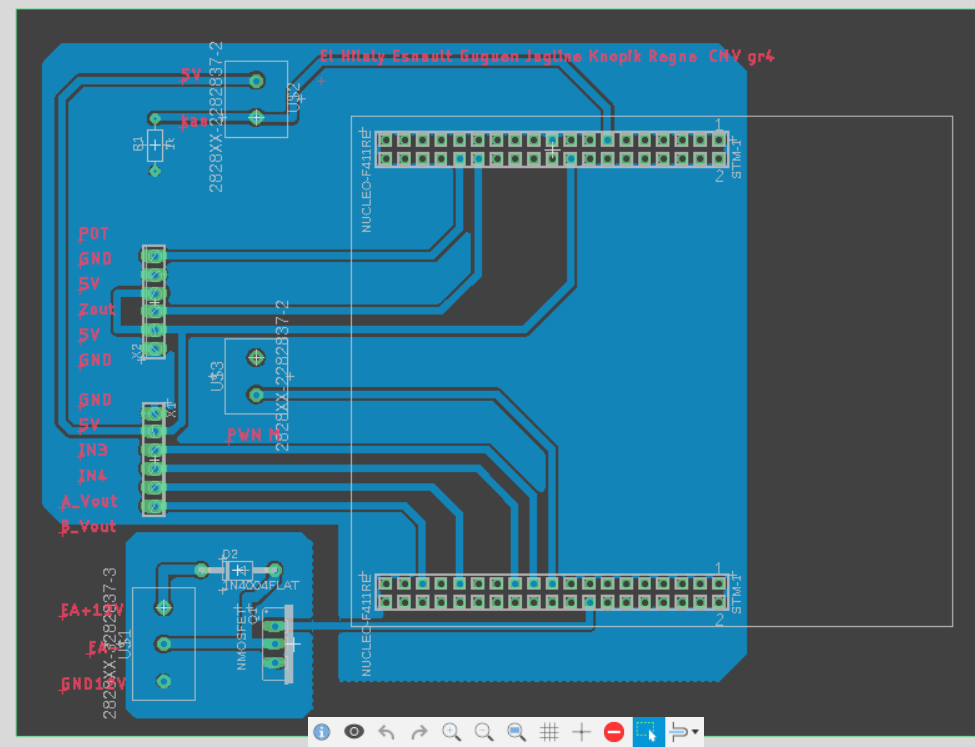 El Hilaly Esnault Guguen Jegline Knopik Regne CNV gr4
5V
2828XX-2282837-2
U$2
kas
R1
1k
1
NUCLEO-F411RE
STM-1
2
POT
GND
5V
Zout
5V
GND
X2
2828XX-2282837-2
U$3
GND
X1
5V
PWN M
IN3
IN4
A_Vout
B_Vout
D2
1N4004FLAT
1
NUCLEO-F411RE
STM-1
2
EA+12V
2828XX-3282837-3
U$1
NMOSFET
Q1
EA-
GND12V